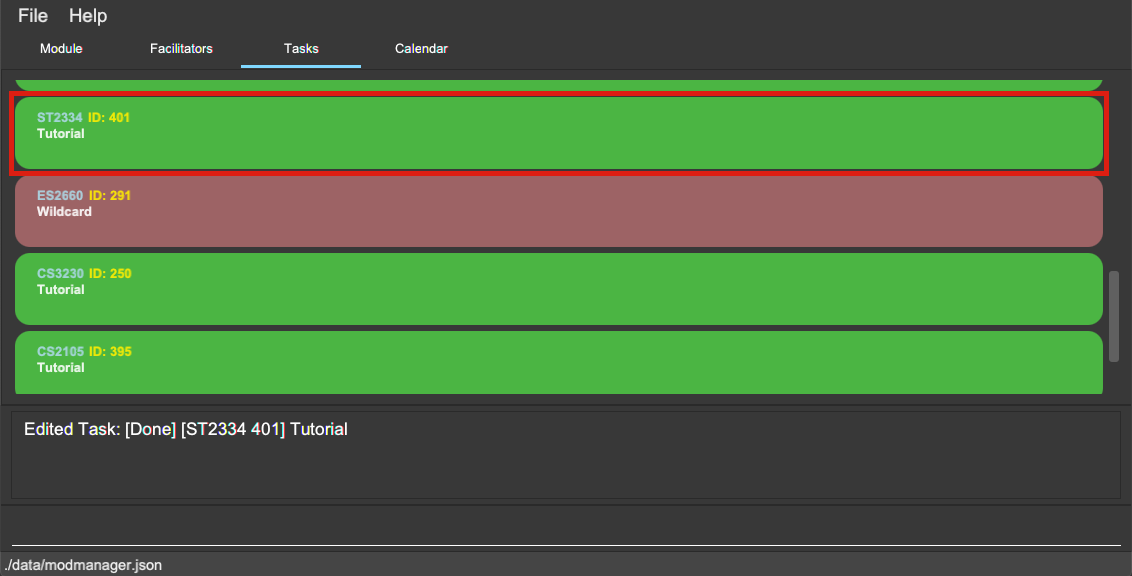 File Help
Module Facilitators Tasks Calendar
ST2334 ID: 401
Tutorial
ES2660 ID: 291
Wildcard
CS3230 ID: 250
Tutorial
CS2105 ID: 395
Tutorial
Edited Task: [Done] [ST2334 401] Tutorial
./data/modmanager.json